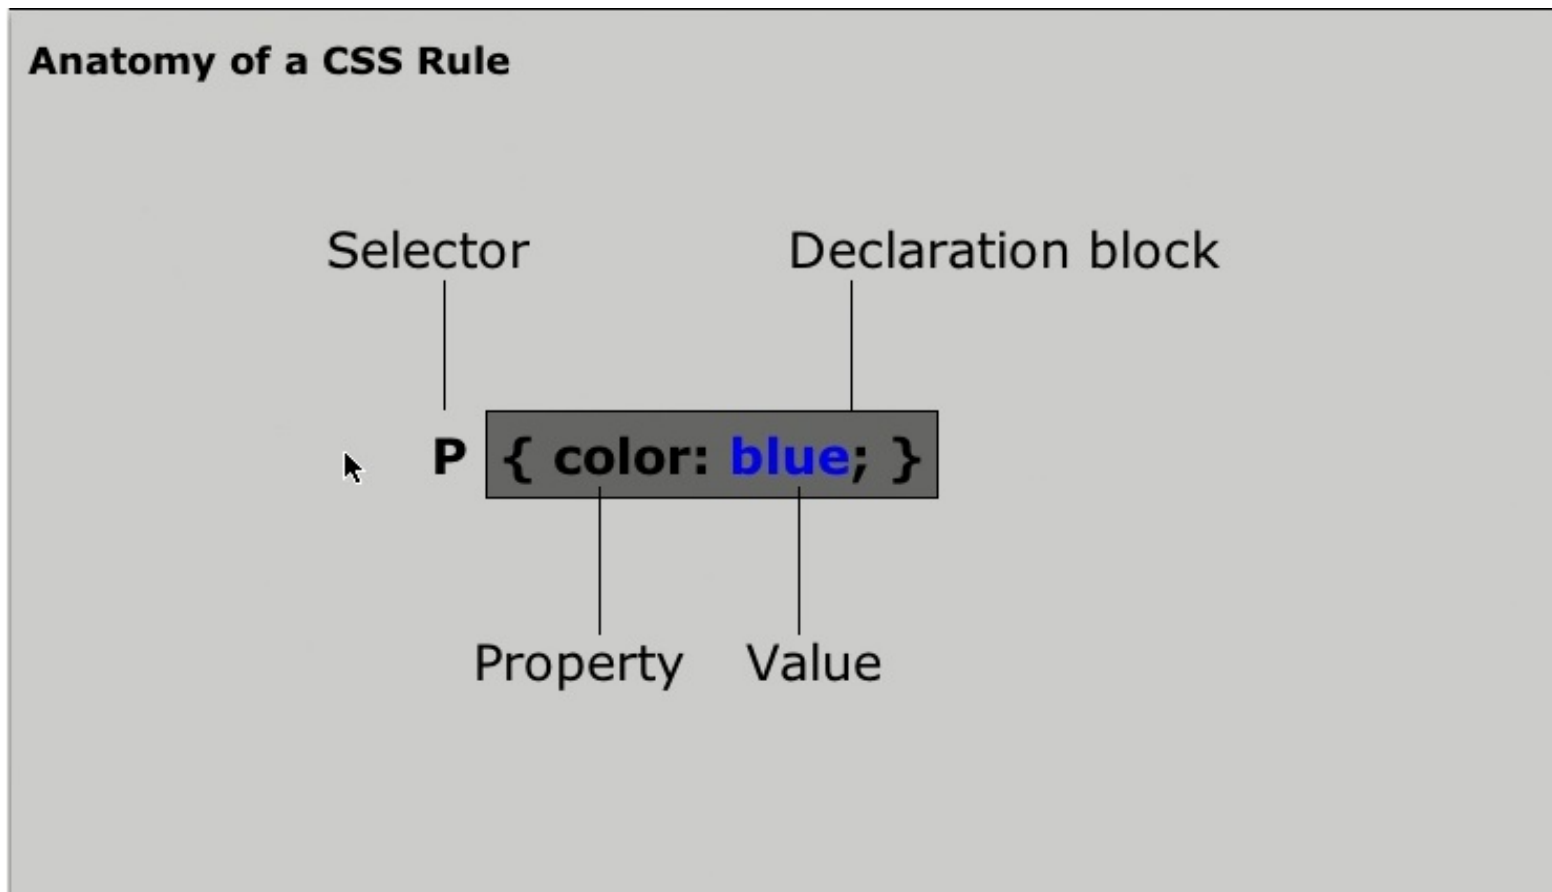 Anatomy of a CSS Rule
Selector
Declaration block
P { color: blue; }
Property
Value